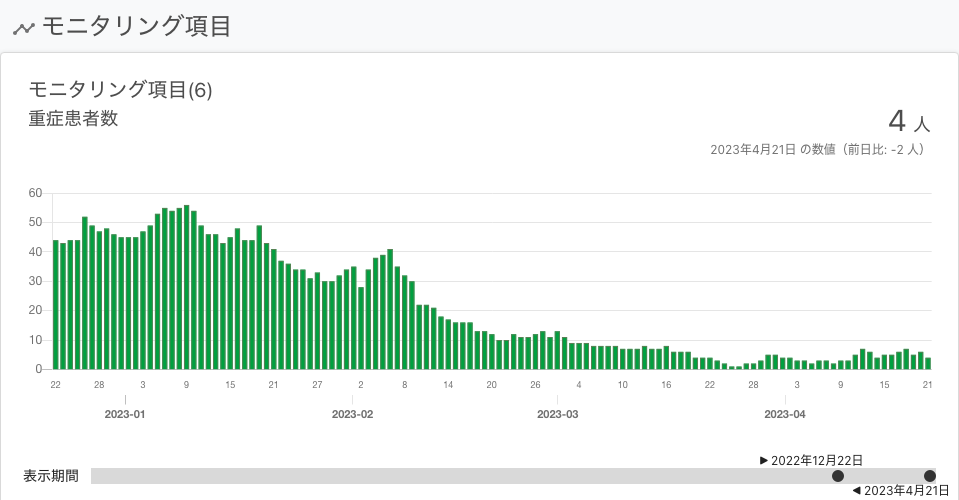 モニタリング項目
モニタリング項目(6)
重症患者数
4 人
2023年4月21日 の数値（前日比: -2 人）
60
50
40
30
20
10
0
22 28 3 9 15 21 27 2 8 14 20 26 4 10 16 22 28 3 9 15 21
2023-01 2023-02 2023-03 2023-04
▶ 2022年12月22日
表示期間
◀ 2023年4月21日